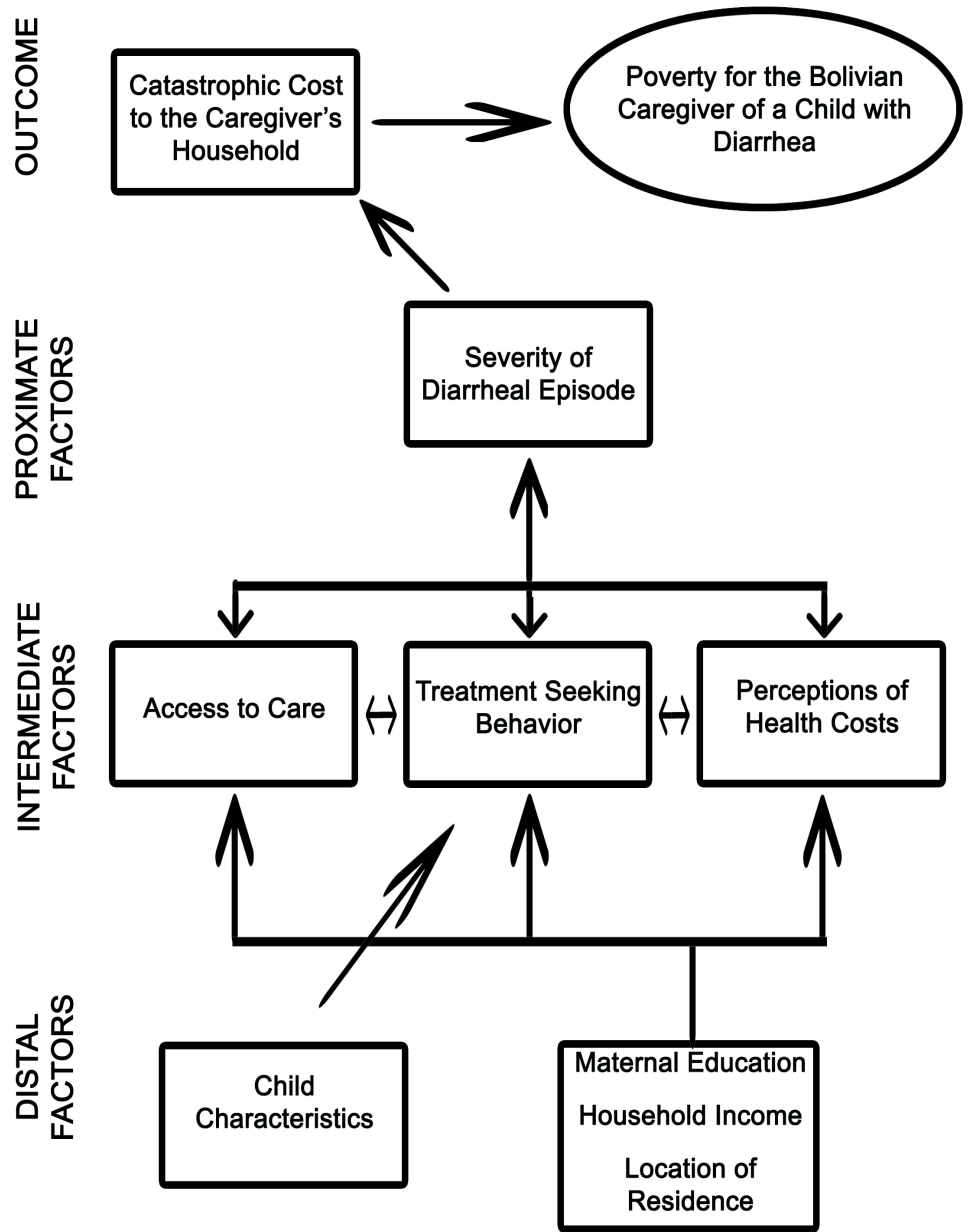 OUTCOME
Catastrophic Cost
to the Caregiver's
Household
Poverty for the Bolivian
Caregiver of a Child with
Diarrhea
PROXIMATE
FACTORS
Severity of
Diarrheal Episode
INTERMEDIATE
FACTORS
Access to Care
Treatment Seeking
Behavior
Perceptions of
Health Costs
DISTAL
FACTORS
Child
Characteristics
Maternal Education
Household Income
Location of
Residence